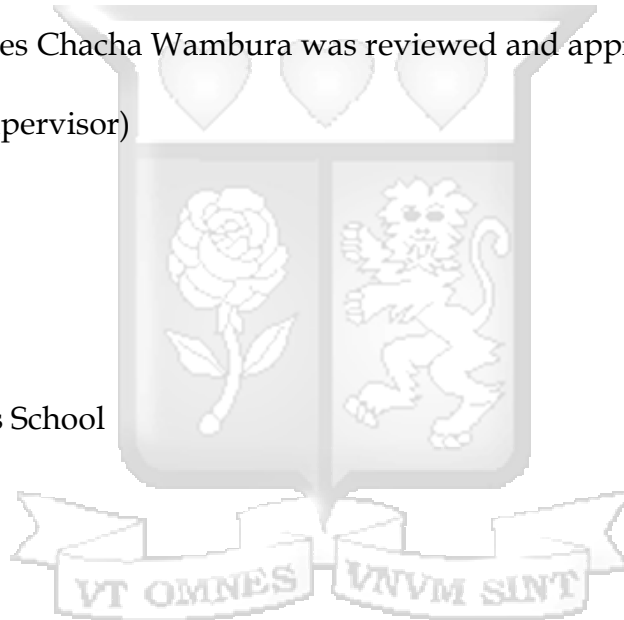 es Chacha Wambura was reviewed and appr
pervisor)
s School
VT OMNES VNVM SINT